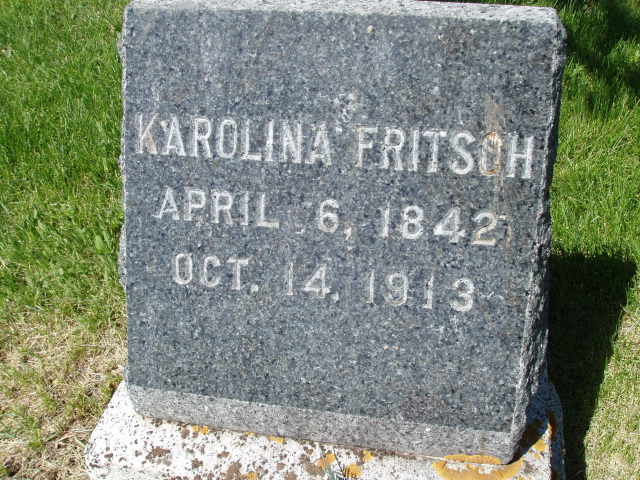 KAROLINA FRITSCH
APRIL 6, 1842
OCT. 14, 1913